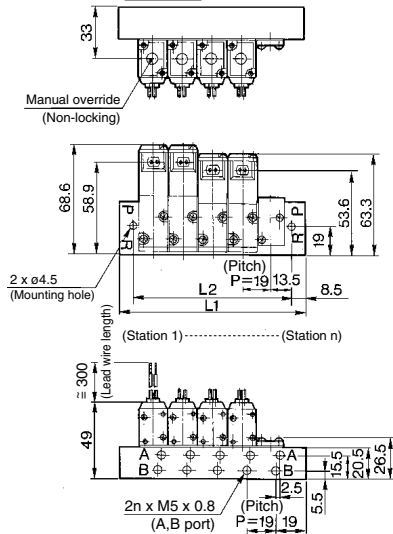 33
Manual override
(Non-locking)
68.6
58.9
P
R
P
R
19
53.6
63.3
2 x ø4.5
(Mounting hole)
(Pitch)
P=19
13.5
L2
8.5
L1
(Station 1)
(Station n)
≅ 300
(Lead wire length)
49
A
B
A
B
2.5
5.5
15.5
20.5
26.5
2n x M5 x 0.8
(A,B port)
(Pitch)
P=19
19